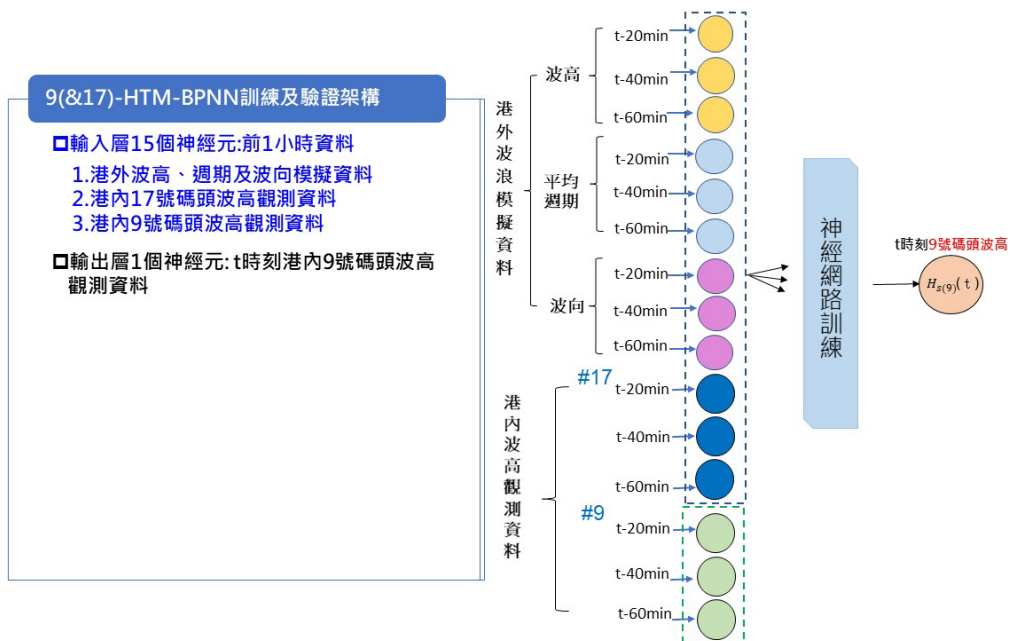 9(&17)-HTM-BPNN訓練及驗證架構
輸入層15個神經元:前1小時資料
1.港外波高、週期及波向模擬資料
2.港內17號碼頭波高觀測資料
3.港內9號碼頭波高觀測資料
輸出層1個神經元: t時刻港內9號碼頭波高
觀測資料
港外波浪模擬資料
波高
t-20min
t-40min
t-60min
平均
週期
t-20min
t-40min
t-60min
波向
t-20min
t-40min
t-60min
港內波高觀測資料
#17
t-20min
t-40min
t-60min
#9
t-20min
t-40min
t-60min
神經網路訓練
t時刻9號碼頭波高
Hs(9)(t)